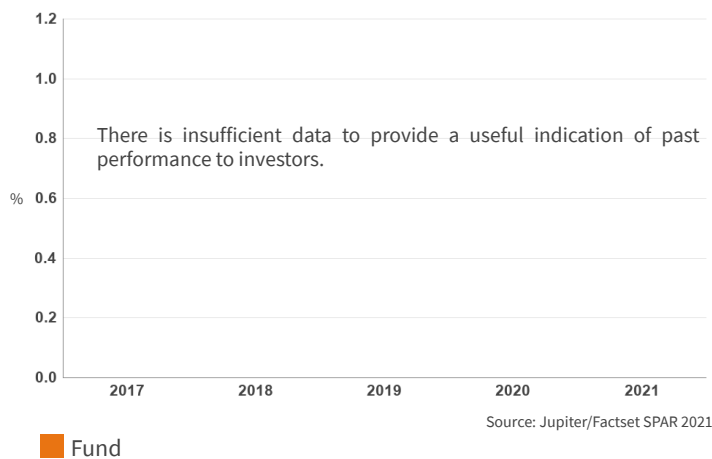 1.2
1.0
There is insufficient data to provide a useful indication of past
0.8
performance to investors.
% 0.6
0.4
0.2
0.0
2017 2018 2019 2020 2021
Source: Jupiter/Factset SPAR 2021
Fund